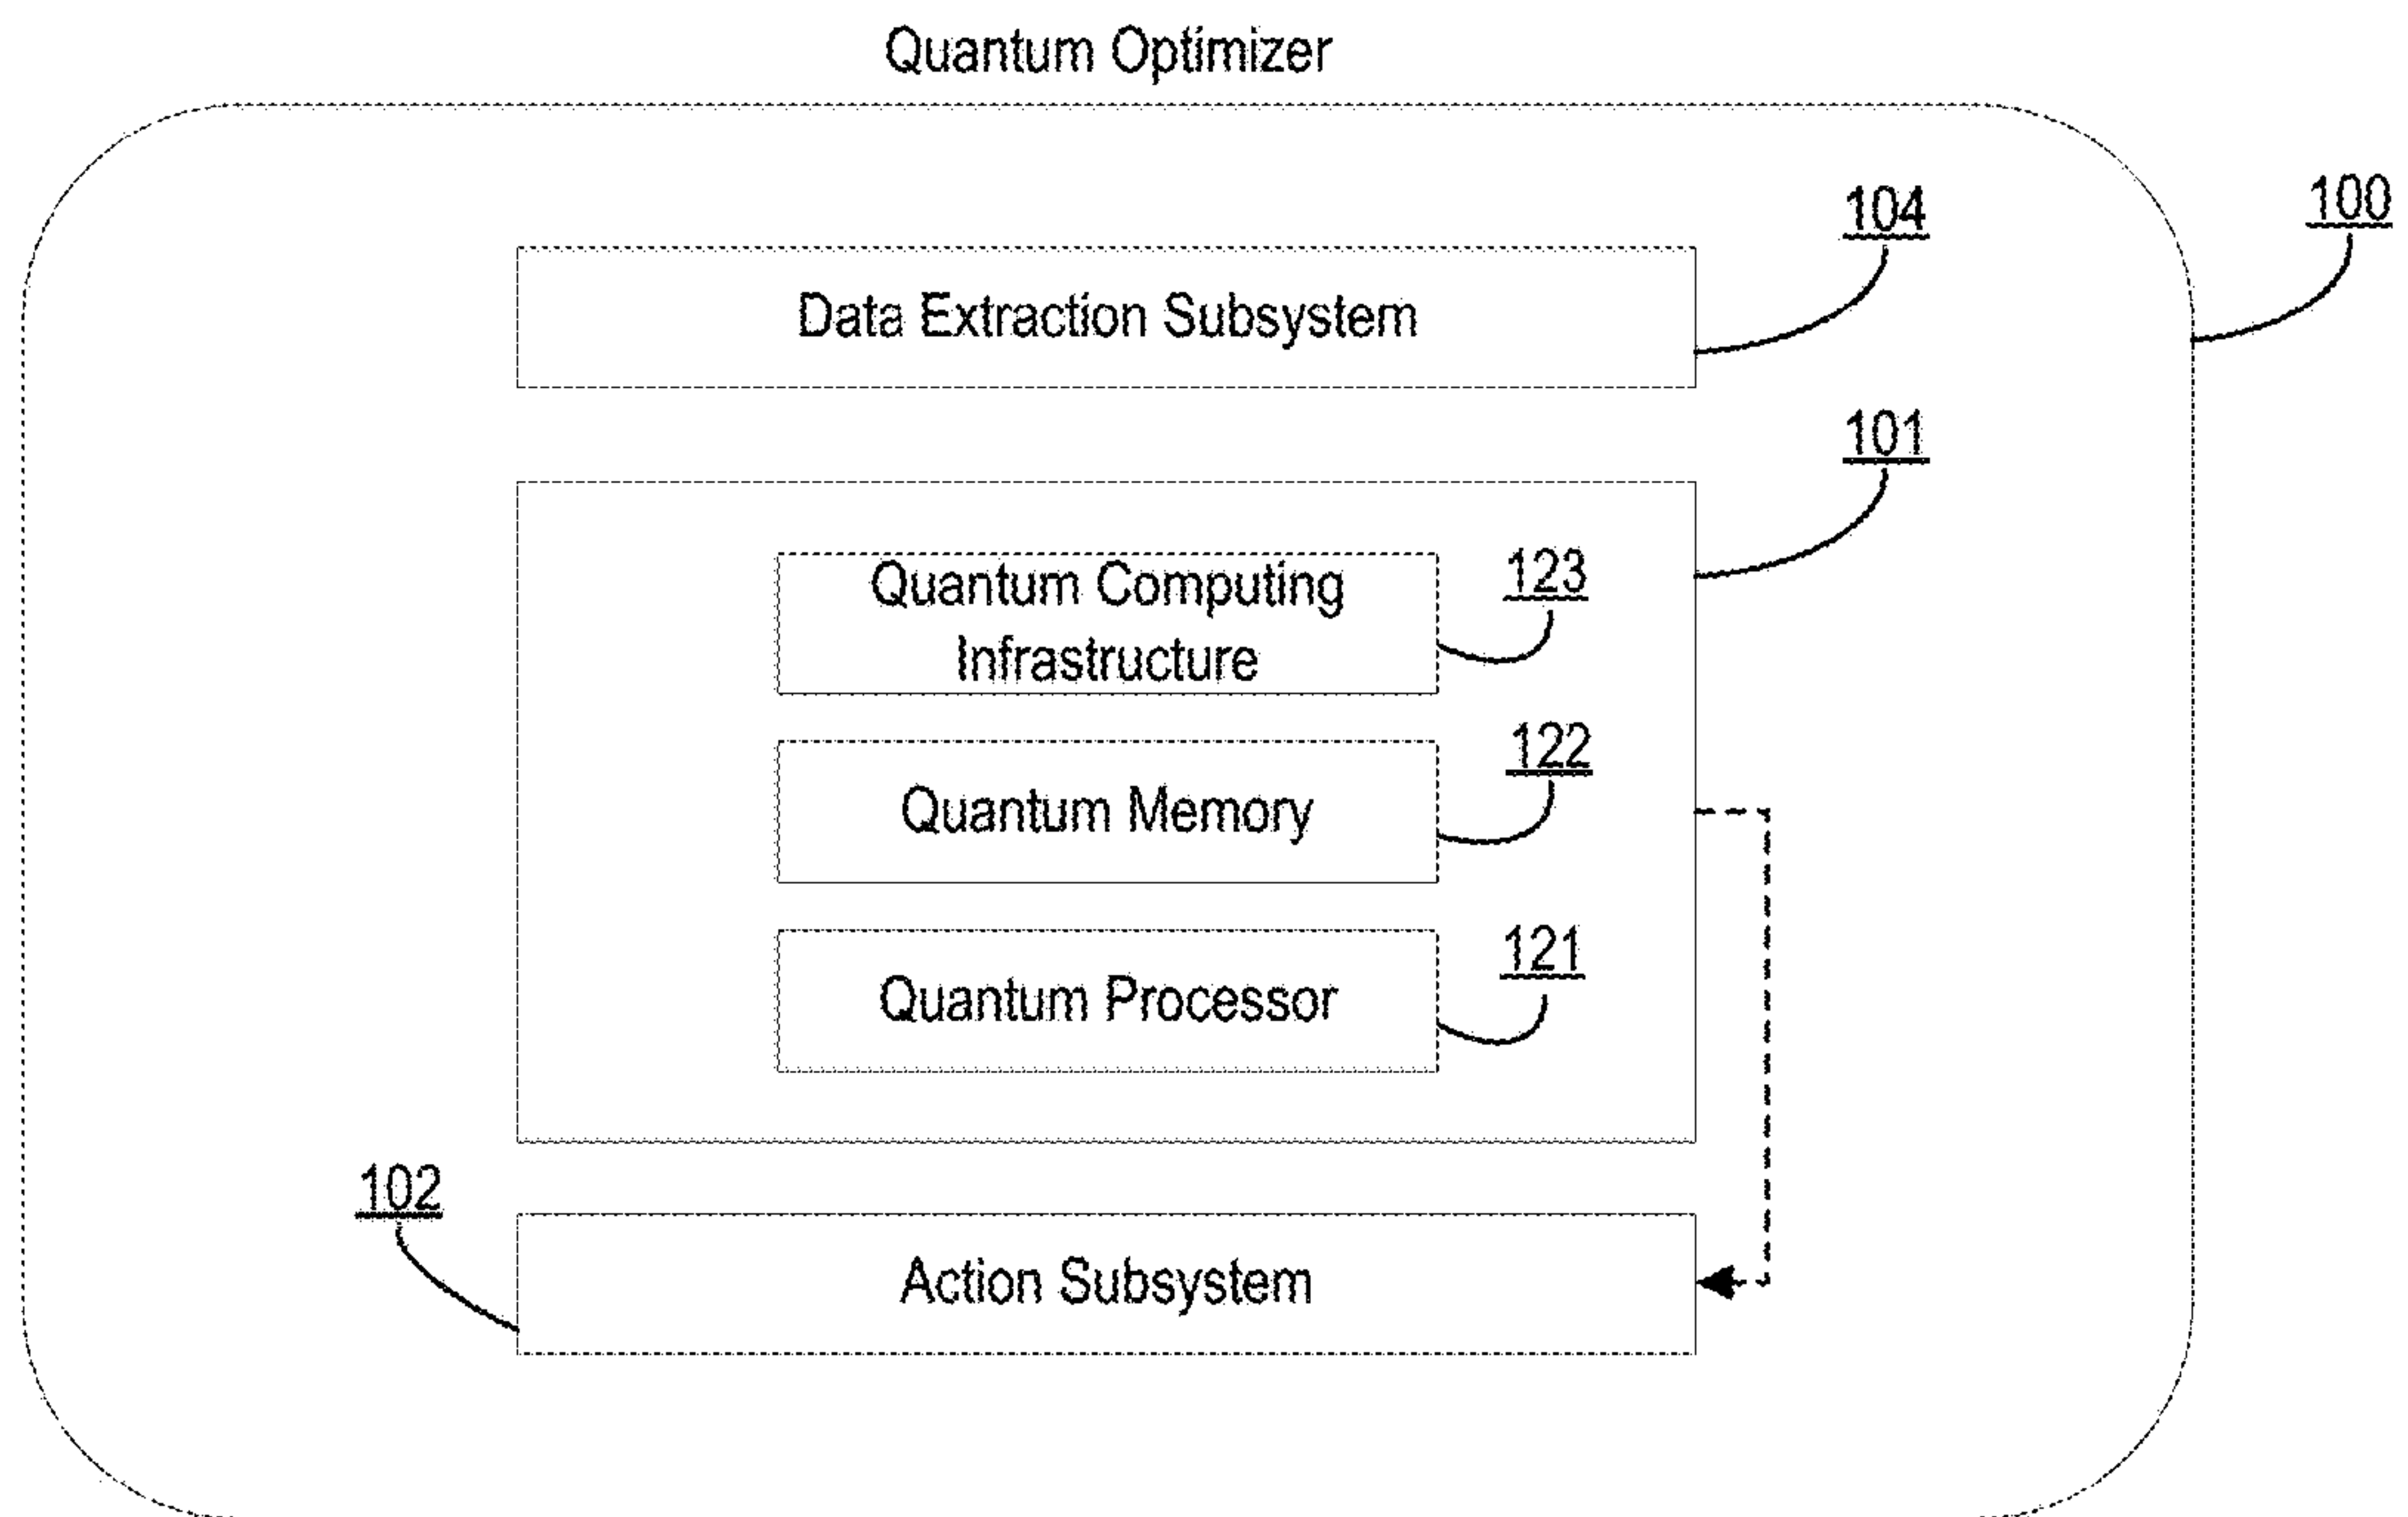 Quantum Optimizer
100
104
Data Extraction Subsystem
101
Quantum Computing
Infrastructure
123
122
Quantum Memory
121
Quantum Processor
102
Action Subsystem